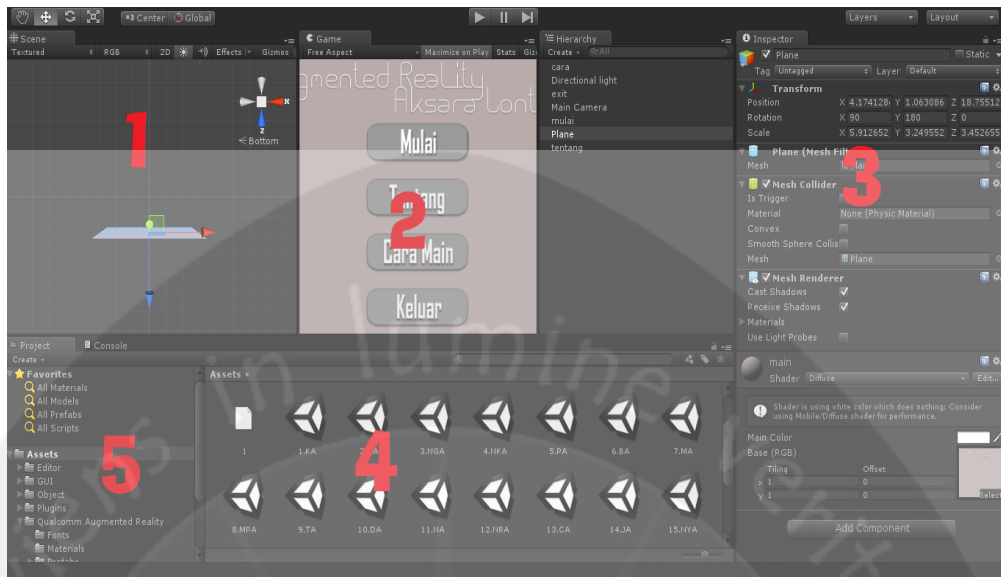 Center Global Layers Layout
Scene
Textured RGB 2D Effects Gizmos
Bottom
1
Game
Free Aspect Maximize on Play Stats Giz
gmented Reality
Aksara Lont
Mulai
Tentang
Cara Main
Keluar
2
Hierarchy
Create All
cara
Directional light
exit
Main Camera
mulai
Plane
tentang
Inspector
Plane Static
Tag Untagged Layer Default
Transform
Position X 4.174128 Y 1.063086 Z 18.75512
Rotation X 90 Y 180 Z 0
Scale X 5.912652 Y 3.249552 Z 3.452655
Plane (Mesh Filt
Mesh
3
Mesh Collider
Is Trigger
Material None (Physic Material)
Convex
Smooth Sphere Collis
Mesh Plane
Mesh Renderer
Cast Shadows
Receive Shadows
Materials
Use Light Probes
main
Shader Diffuse Edit...
Shader is using white color which does nothing; Consider
using Mobile/Diffuse shader for performance.
Main Color
Base (RGB)
Tiling Offset
x 1 0
y 1 0
Select
Add Component
Project Console
Create
Favorites
All Materials
All Models
All Prefabs
All Scripts
Assets
Editor
GUI
Object
Plugins
Qualcomm Augmented Reality
Fonts
Materials
Prefabs
5
Assets
1 1.KA 3.NGA 4.NKA 5.PA 6.BA 7.MA
4
8.MPA 9.TA 10.DA 11.NA 12.NRA 13.CA 14.JA 15.NYA
in lumine